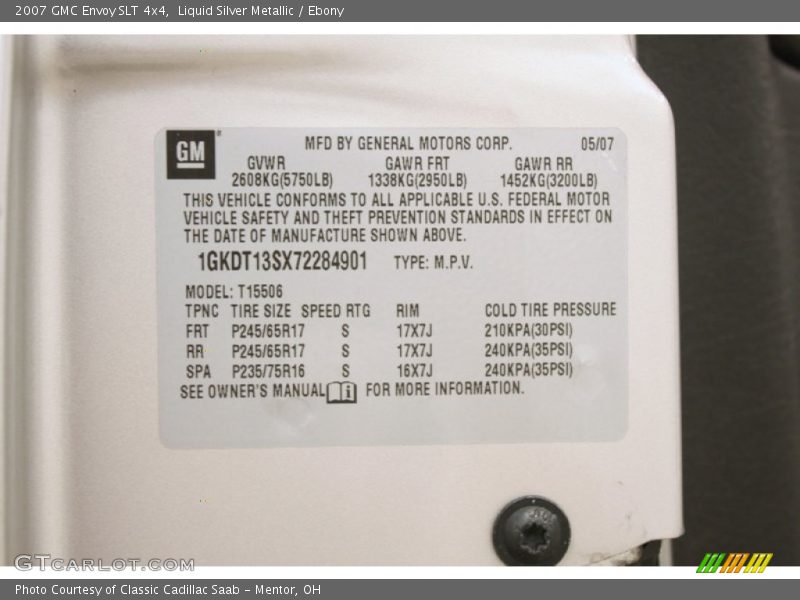 2007 GMC Envoy SLT 4x4, Liquid Silver Metallic / Ebony
GM MFD BY GENERAL MOTORS CORP. 05/07
GVWR GAWR FRT GAWR RR
2608KG(5750LB) 1338KG(2950LB) 1452KG(3200LB)
THIS VEHICLE CONFORMS TO ALL APPLICABLE U.S. FEDERAL MOTOR
VEHICLE SAFETY AND THEFT PREVENTION STANDARDS IN EFFECT ON
THE DATE OF MANUFACTURE SHOWN ABOVE.
1GKDT13SX72284901 TYPE: M.P.V.
MODEL: T15506
TPNC TIRE SIZE SPEED RTG RIM COLD TIRE PRESSURE
FRT P245/65R17 S 17X7J 210KPA(30PSI)
RR P245/65R17 S 17X7J 240KPA(35PSI)
SPA P235/75R16 S 16X7J 240KPA(35PSI)
SEE OWNER'S MANUAL FOR MORE INFORMATION.
GTCARLOT.COM
Photo Courtesy of Classic Cadillac Saab - Mentor, OH